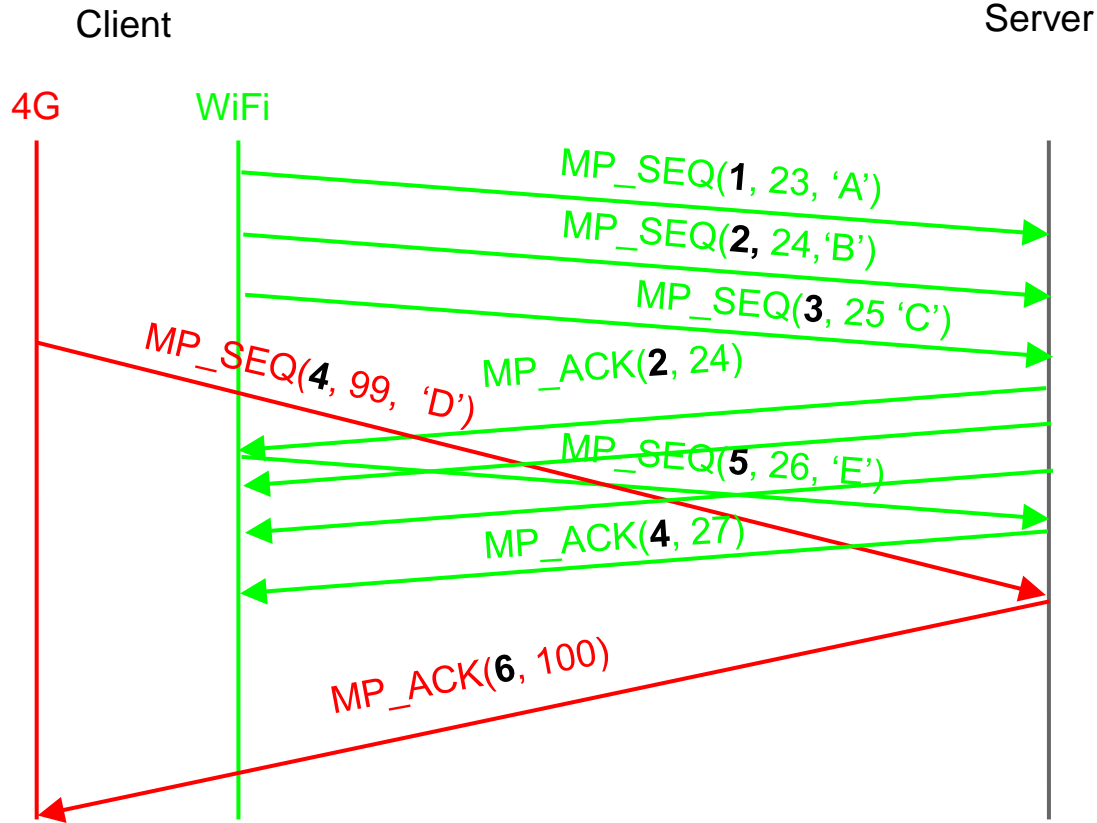 Client
Server
4G
WiFi
MP_SEQ(1, 23, ‘A’)
MP_SEQ(2, 24,‘B’)
MP_SEQ(3, 25 ‘C’)
MP_SEQ(4, 99, ‘D’)
MP_ACK(2, 24)
MP_SEQ(5, 26, ‘E’)
MP_ACK(4, 27)
MP_ACK(6, 100)